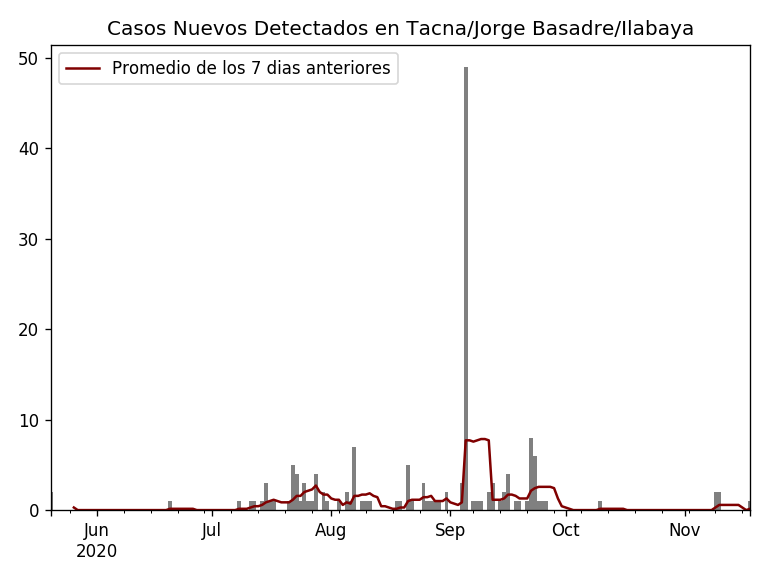 Casos Nuevos Detectados en Tacna/Jorge Basadre/Ilabaya
Promedio de los 7 dias anteriores
50
40
30
20
10
0
Jun Jul Aug Sep Oct Nov
2020